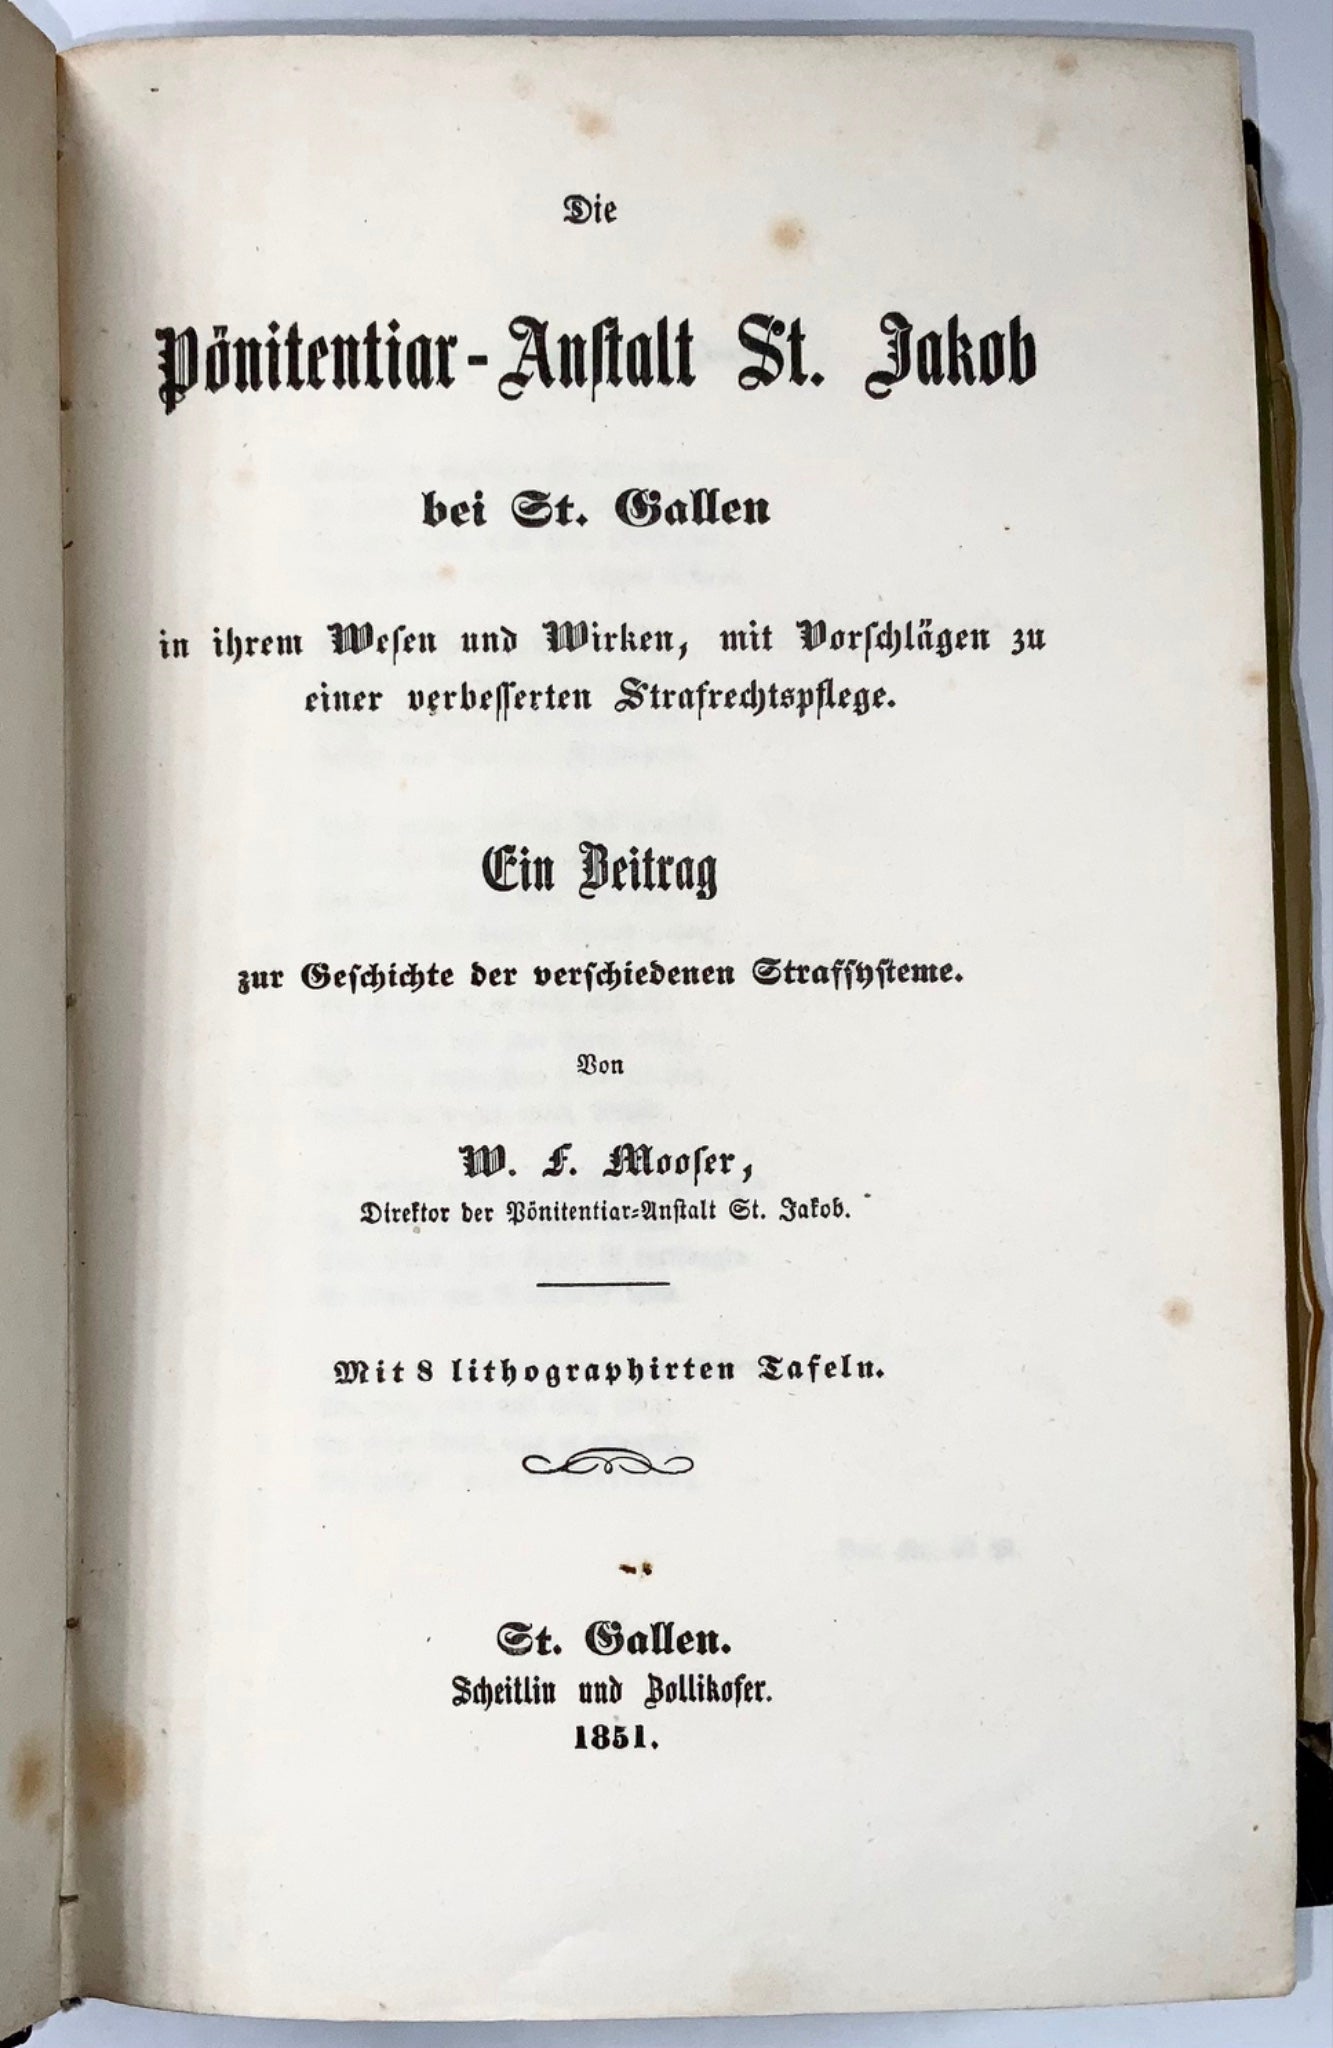 Die
Pönitentiar-Anstalt St. Jakob
bei St. Gallen
in ihrem Wesen und Wirken, mit Vorschlägen zu
einer verbesserten Strafrechtspflege.
Ein Beitrag
zur Geschichte der verschiedenen Strafsysteme.
Von
W. F. Mooser,
Direktor der Pönitentiar-Anstalt St. Jakob.
Mit 8 lithographirten Tafeln.
St. Gallen.
Scheitlin und Zollikofer.
1851.